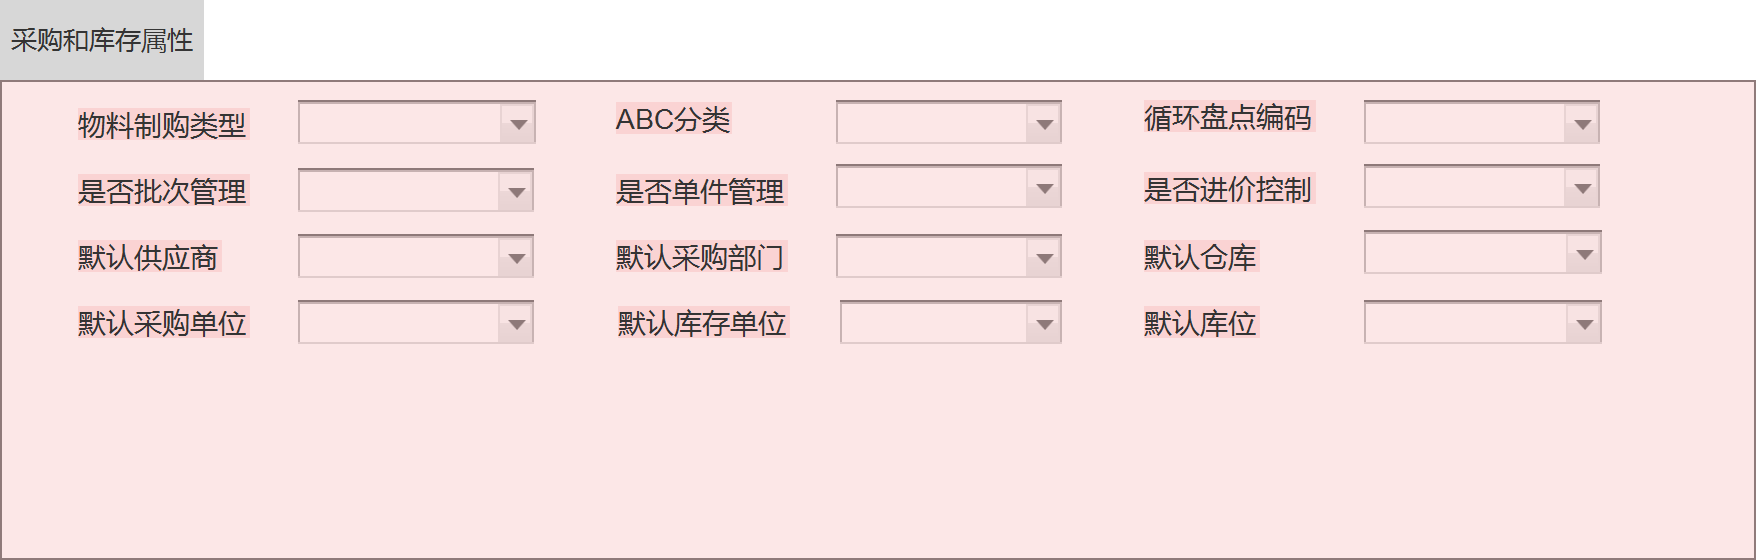 采购和库存属性
物料制购类型 ABC分类 循环盘点编码
是否批次管理 是否单件管理 是否进价控制
默认供应商 默认采购部门 默认仓库
默认采购单位 默认库存单位 默认库位